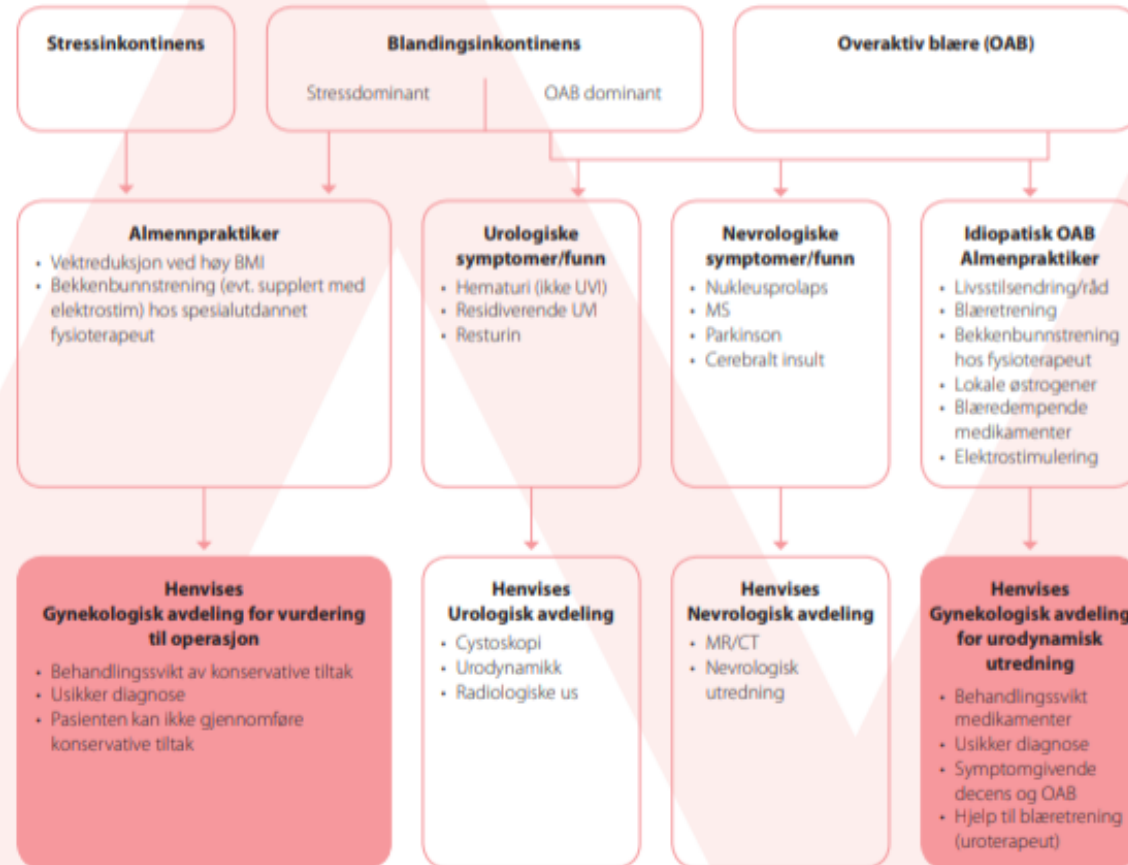 Stressinkontinens
Blandingsinkontinens
Stressdominant
OAB dominant
Overaktiv blære (OAB)
Almennpraktiker
• Vektreduksjon ved høy BMI
• Bekkenbunnstrening (evt. supplert med
elektrostim) hos spesialutdannet
fysioterapeut
Urologiske
symptomer/funn
• Hematuri (ikke UVI)
• Residiverende UVI
• Resturin
Nevrologiske
symptomer/funn
• Nukleusprolaps
• MS
• Parkinson
• Cerebralt insult
Idiopatisk OAB
Almenpraktiker
• Livsstilsendring/råd
• Blæretrening
• Bekkenbunnstrening
hos fysioterapeut
• Lokale østrogener
• Blæredempende
medikamenter
• Elektrostimulering
Henvises
Gynekologisk avdeling for vurdering
til operasjon
• Behandlingssvikt av konservative tiltak
• Usikker diagnose
• Pasienten kan ikke gjennomføre
konservative tiltak
Henvises
Urologisk avdeling
• Cystoskopi
• Urodynamikk
• Radiologiske us
Henvises
Nevrologisk avdeling
• MR/CT
• Nevrologisk
utredning
Henvises
Gynekologisk avdeling
for urodynamisk
utredning
• Behandlingssvikt
medikamenter
• Usikker diagnose
• Symptomgivende
decens og OAB
• Hjelp til blæretrening
(uroterapeut)